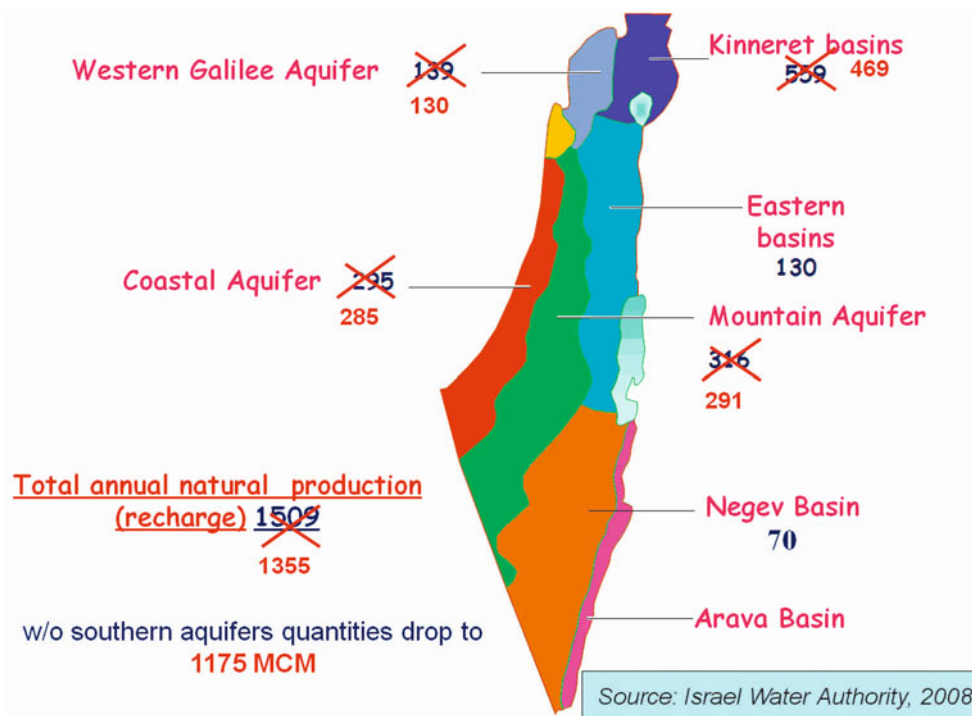 Western Galilee Aquifer 139
130
Kinneret basins
559 469
Eastern
basins
130
Coastal Aquifer 295
285
Mountain Aquifer
316
291
Total annual natural production
(recharge) 1509
1355
Negev Basin
70
w/o southern aquifers quantities drop to
1175 MCM
Arava Basin
Source: Israel Water Authority, 2008